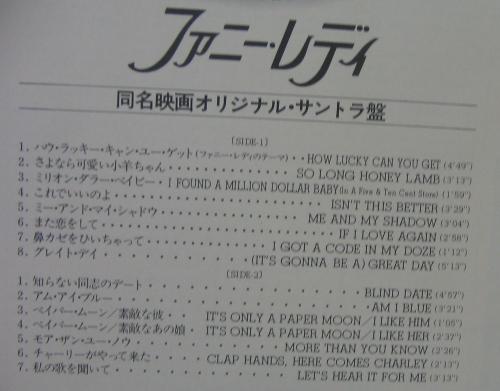 ファニー・レディ
同名映画オリジナル・サントラ盤
〔SIDE-1〕
1. ハウ・ラッキー・キャン・ユー・ゲット(ファニー・レディのテーマ)・・HOW LUCKY CAN YOU GET (4'49")
2. さよなら可愛い小羊ちゃん・・・・・・・・・・SO LONG HONEY LAMB (3'13")
3. ミリオン・ダラー・ベイビー・I FOUND A MILLION DOLLAR BABY (In A Five & Ten Cent Store) (1'59")
4. これでいいのよ・・・・・・・・・・・・・ISN'T THIS BETTER (3'29")
5. ミー・アンド・マイ・シャドウ・・・・・・・・・・ME AND MY SHADOW (3'04")
6. また恋をして・・・・・・・・・・・・・・IF I LOVE AGAIN (2'58")
7. 鼻カゼをひいちゃって・・・・・・・・・・I GOT A CODE IN MY DOZE (1'12")
8. グレイト・デイ・・・・・・・・・・(IT'S GONNA BE A) GREAT DAY (5'13")
〔SIDE-2〕
1. 知らない同志のデート・・・・・・・・・・・・・BLIND DATE (4'57")
2. アム・アイ・ブルー・・・・・・・・・・・・・・AM I BLUE (3'21")
3. ペイパー・ムーン／素敵な彼・・IT'S ONLY A PAPER MOON／I LIKE HIM (1'05")
4. ペイパー・ムーン／素敵なあの娘・IT'S ONLY A PAPER MOON／I LIKE HER (2'37")
5. モア・ザン・ユー・ノウ・・・・・・・・・MORE THAN YOU KNOW (2'26")
6. チャーリーがやって来た・・・・CLAP HANDS, HERE COMES CHARLEY (2'13")
7. 私の歌を聞いて・・・・・・・・・・・LET'S HEAR IT FOR ME (3'13")